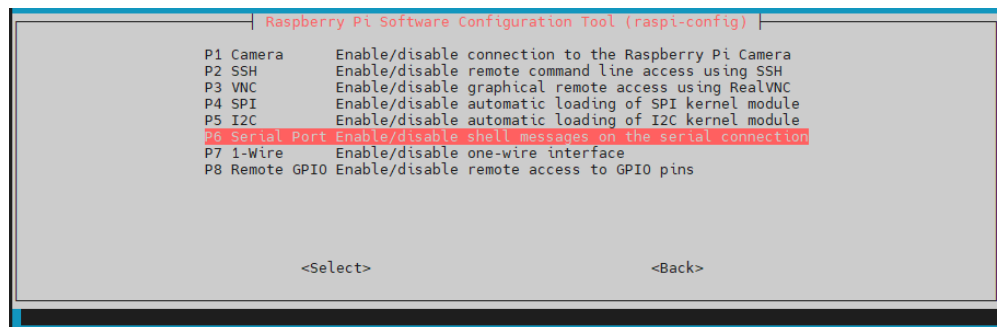 Raspberry Pi Software Configuration Tool (raspi-config)
P1 Camera Enable/disable connection to the Raspberry Pi Camera
P2 SSH Enable/disable remote command line access using SSH
P3 VNC Enable/disable graphical remote access using RealVNC
P4 SPI Enable/disable automatic loading of SPI kernel module
P5 I2C Enable/disable automatic loading of I2C kernel module
P6 Serial Port Enable/disable shell messages on the serial connection
P7 1-Wire Enable/disable one-wire interface
P8 Remote GPIO Enable/disable remote access to GPIO pins
<Select> <Back>